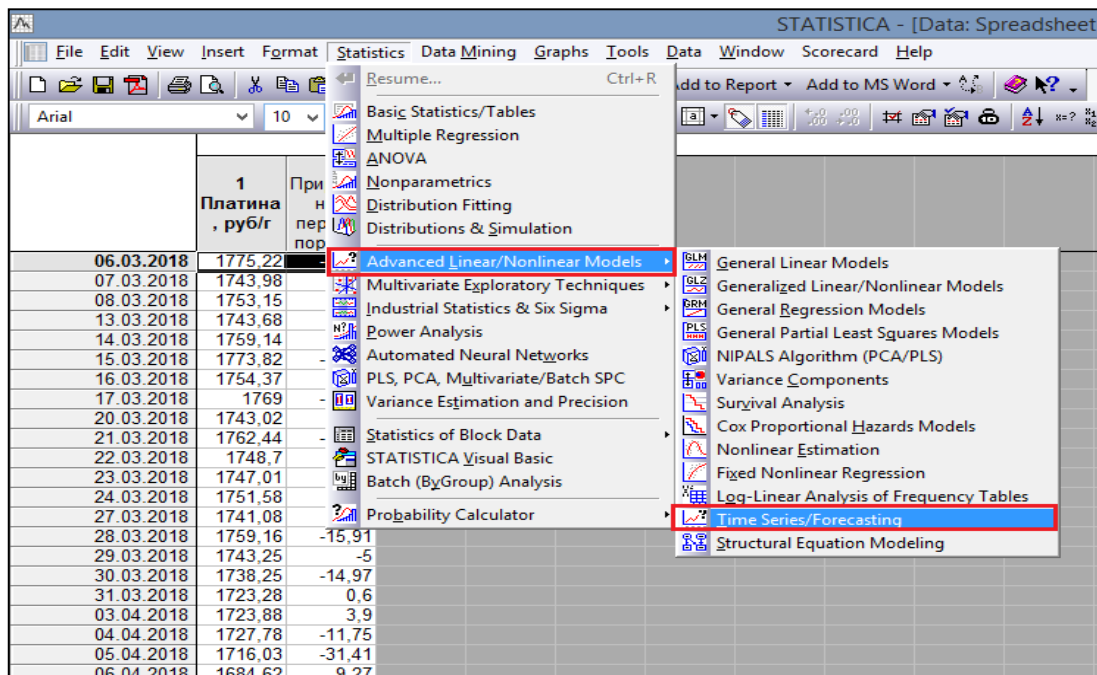 STATISTICA - [Data: Spreadsheet
File Edit View Insert Format Statistics Data Mining Graphs Tools Data Window Scorecard Help
Add to Report Add to MS Word
Arial 10
Resume... Ctrl+R
Basic Statistics/Tables
Multiple Regression
ANOVA
Nonparametrics
Distribution Fitting
Distributions & Simulation
Advanced Linear/Nonlinear Models
Multivariate Exploratory Techniques
Industrial Statistics & Six Sigma
Power Analysis
Automated Neural Networks
PLS, PCA, Multivariate/Batch SPC
Variance Estimation and Precision
Statistics of Block Data
STATISTICA Visual Basic
Batch (ByGroup) Analysis
Probability Calculator
General Linear Models
Generalized Linear/Nonlinear Models
General Regression Models
General Partial Least Squares Models
NIPALS Algorithm (PCA/PLS)
Variance Components
Survival Analysis
Cox Proportional Hazards Models
Nonlinear Estimation
Fixed Nonlinear Regression
Log-Linear Analysis of Frequency Tables
Time Series/Forecasting
Structural Equation Modeling
1
Платина
, руб/г
При
н
пер
пор
06.03.2018 1775,22 -
07.03.2018 1743,98
08.03.2018 1753,15
13.03.2018 1743,68
14.03.2018 1759,14
15.03.2018 1773,82 -
16.03.2018 1754,37
17.03.2018 1769 -
20.03.2018 1743,02
21.03.2018 1762,44 -
22.03.2018 1748,7
23.03.2018 1747,01
24.03.2018 1751,58
27.03.2018 1741,08
28.03.2018 1759,16 -15,91
29.03.2018 1743,25 -5
30.03.2018 1738,25 -14,97
31.03.2018 1723,28 0,6
03.04.2018 1723,88 3,9
04.04.2018 1727,78 -11,75
05.04.2018 1716,03 -31,41
06.04.2018 1684,62 9,27